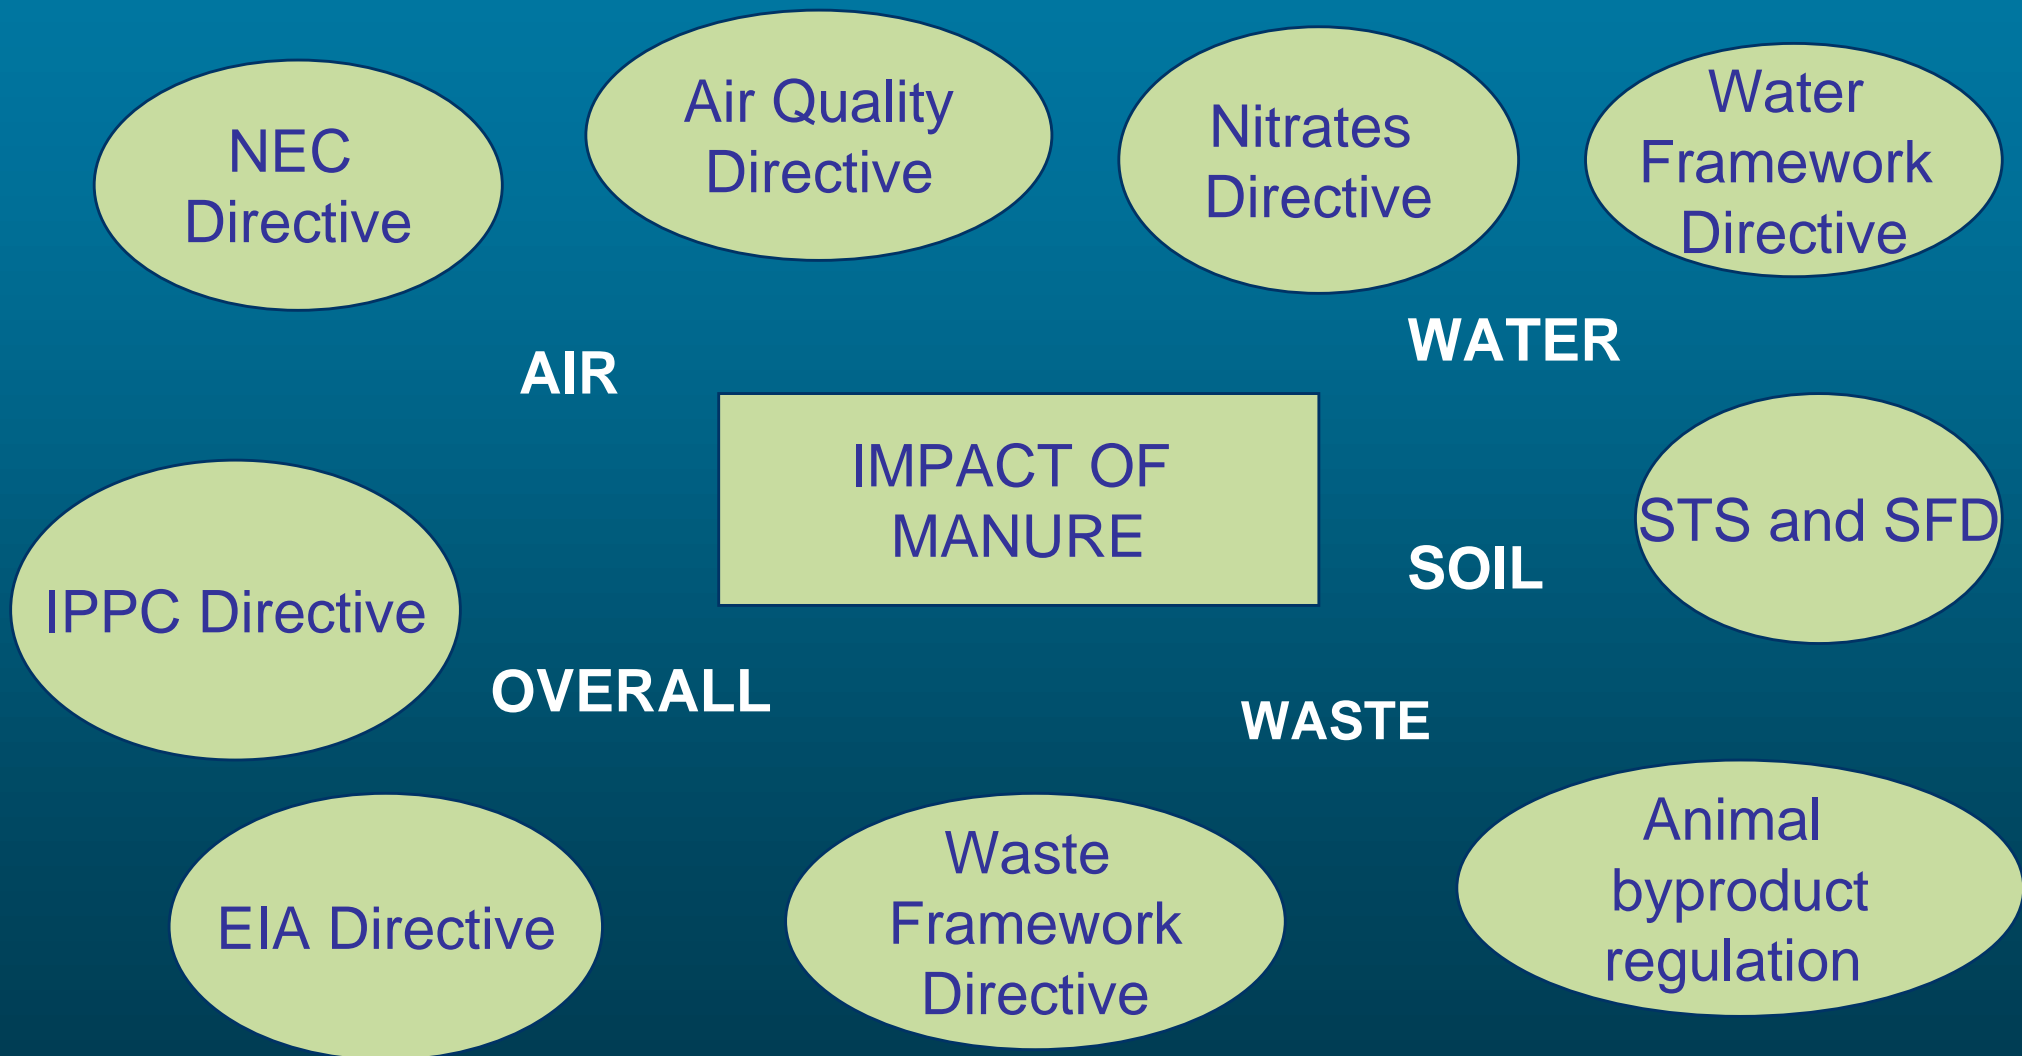 NEC
Directive
Air Quality
Directive
Nitrates
Directive
Water
Framework
Directive
AIR
WATER
IMPACT OF
MANURE
STS and SFD
SOIL
IPPC Directive
OVERALL
WASTE
EIA Directive
Waste
Framework
Directive
Animal
byproduct
regulation